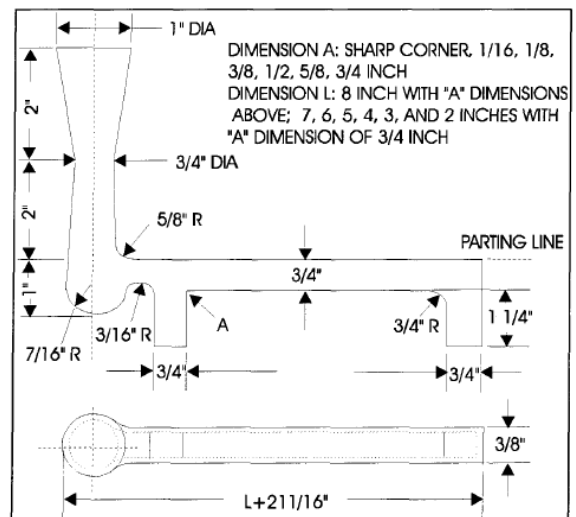 1" DIA
DIMENSION A: SHARP CORNER, 1/16, 1/8,
3/8, 1/2, 5/8, 3/4 INCH
DIMENSION L: 8 INCH WITH "A" DIMENSIONS
ABOVE; 7, 6, 5, 4, 3, AND 2 INCHES WITH
"A" DIMENSION OF 3/4 INCH
2"
3/4" DIA
2"
5/8" R
PARTING LINE
1"
3/4"
3/16" R
A
3/4" R
1 1/4"
7/16" R
3/4"
3/4"
3/8"
L+211/16"